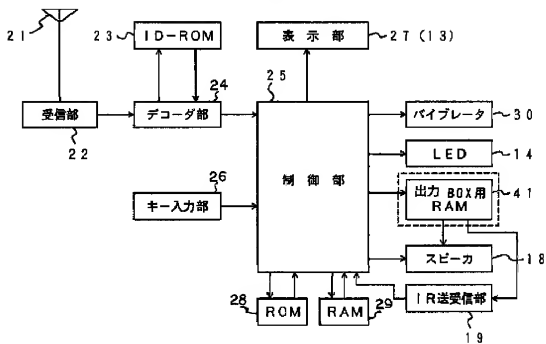 21
23
ID-ROM
表示部
27(13)
24
25
受信部
デコーダ部
バイブレータ
30
22
LED
14
制御部
26
出力BOX用
RAM
41
キー入力部
スピーカ
18
28
ROM
RAM
29
IR送受信部
19